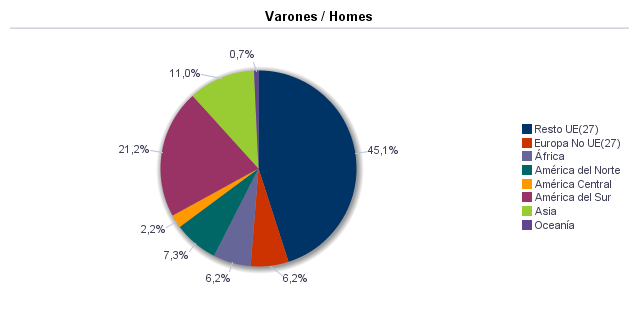 Varones / Homes
0,7%
11,0%
45,1%
21,2%
2,2%
7,3%
6,2%
6,2%
Resto UE(27)
Europa No UE(27)
África
América del Norte
América Central
América del Sur
Asia
Oceanía